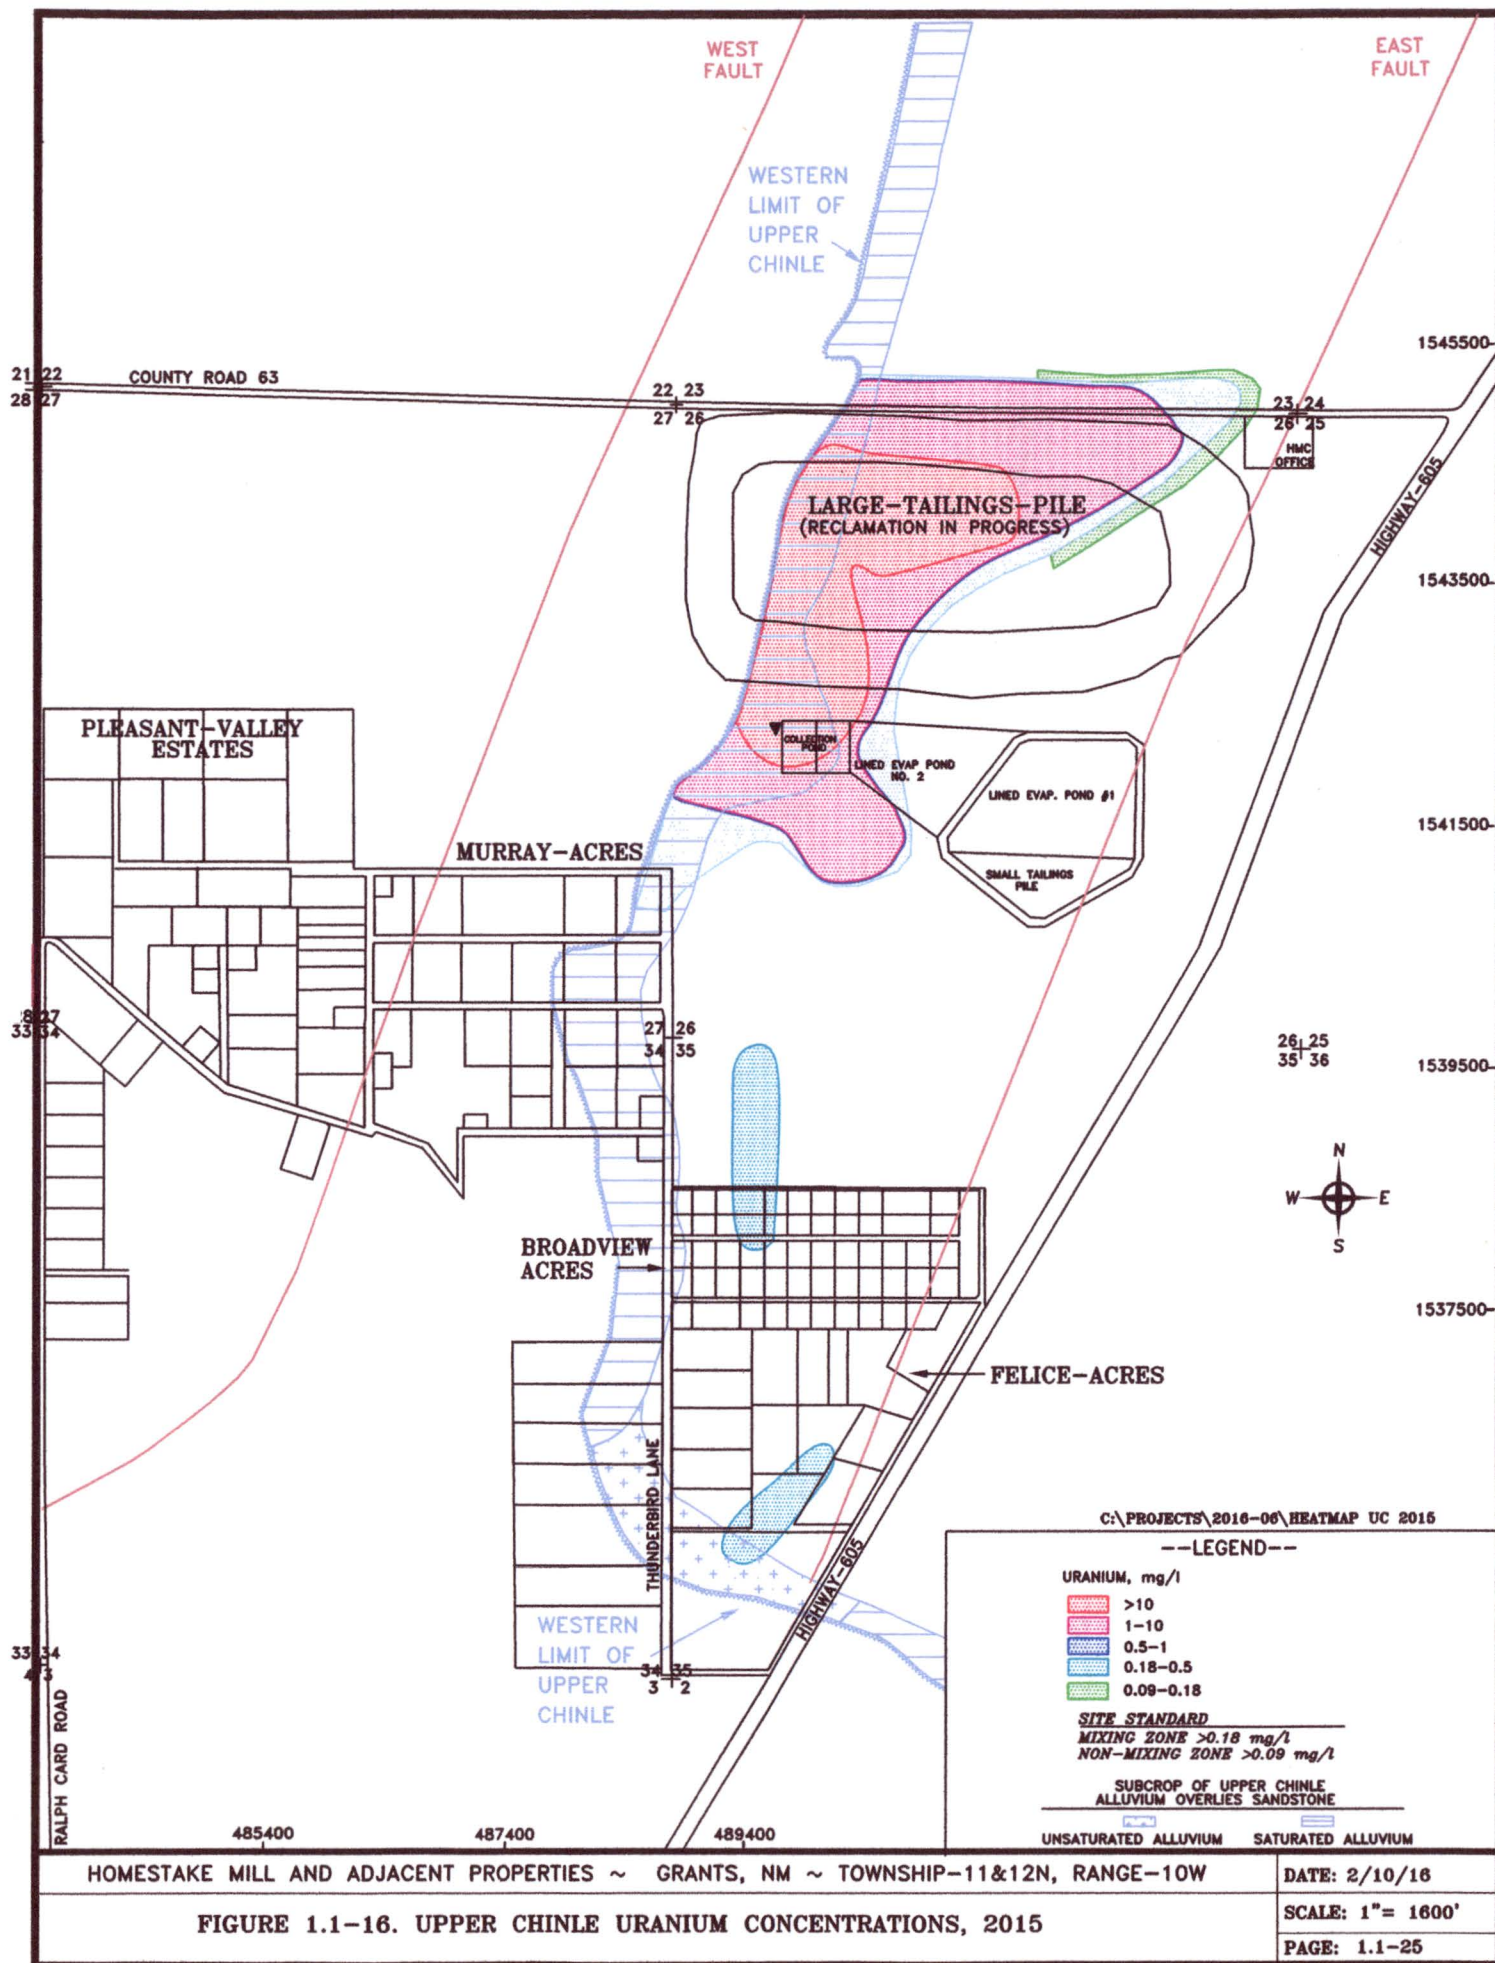 WEST
FAULT
EAST
FAULT
WESTERN
LIMIT OF
UPPER
CHINLE
1545500
21 22
28 27
COUNTY ROAD 63
22 23
27 26
23 24
26 25
HMC
OFFICE
HIGHWAY-605
LARGE-TAILINGS-PILE
(RECLAMATION IN PROGRESS)
1543500
PLEASANT-VALLEY
ESTATES
COLLECTION
POND
LINED EVAP POND
NO. 2
LINED EVAP. POND #1
1541500
MURRAY-ACRES
SMALL TAILINGS
PILE
27
33 34
27 26
34 35
26 25
35 36
1539500
N
W E
S
BROADVIEW
ACRES
1537500
FELICE-ACRES
THUNDERBIRD LANE
HIGHWAY-605
WESTERN
LIMIT OF
UPPER
CHINLE
33 34
4 3
34 35
3 2
RALPH CARD ROAD
485400
487400
489400
C:\PROJECTS\2016-06\HEATMAP UC 2015
--LEGEND--
URANIUM, mg/l
>10
1-10
0.5-1
0.18-0.5
0.09-0.18
SITE STANDARD
MIXING ZONE >0.18 mg/l
NON-MIXING ZONE >0.09 mg/l
SUBCROP OF UPPER CHINLE
ALLUVIUM OVERLIES SANDSTONE
UNSATURATED ALLUVIUM SATURATED ALLUVIUM
HOMESTAKE MILL AND ADJACENT PROPERTIES ~ GRANTS, NM ~ TOWNSHIP-11&12N, RANGE-10W
DATE: 2/10/16
FIGURE 1.1-16. UPPER CHINLE URANIUM CONCENTRATIONS, 2015
SCALE: 1"= 1600'
PAGE: 1.1-25